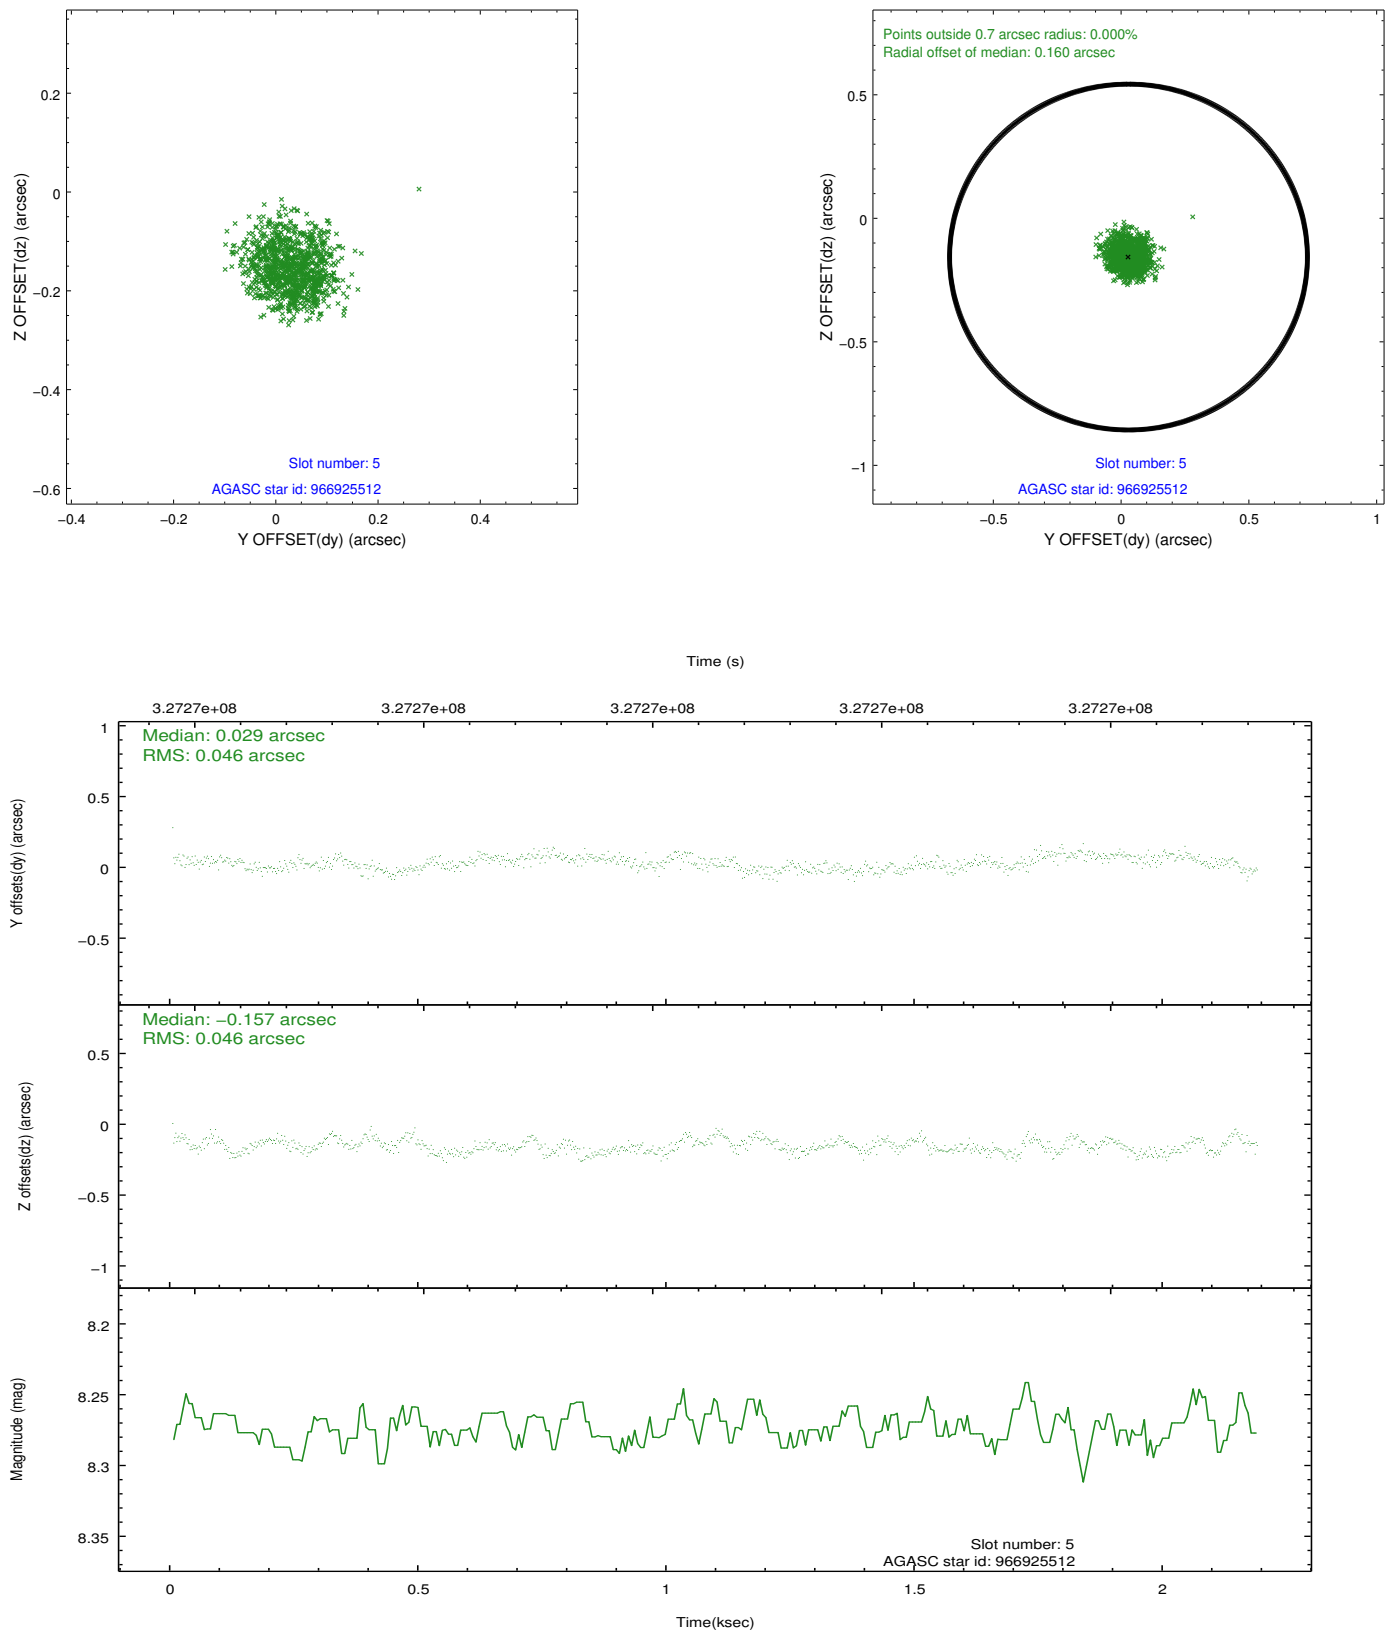 0.2
0
−0.2
−0.4
−0.6
Z OFFSET(dz) (arcsec)
Slot number: 5
AGASC star id: 966925512
−0.4
−0.2
0
0.2
0.4
Y OFFSET(dy) (arcsec)
Points outside 0.7 arcsec radius: 0.000%
Radial offset of median: 0.160 arcsec
0.5
0
−0.5
−1
Z OFFSET(dz) (arcsec)
Slot number: 5
AGASC star id: 966925512
−0.5
0
0.5
1
Y OFFSET(dy) (arcsec)
Time (s)
3.2727e+08
3.2727e+08
3.2727e+08
3.2727e+08
3.2727e+08
Median: 0.029 arcsec
RMS: 0.046 arcsec
1
0.5
0
−0.5
Y offsets(dy) (arcsec)
Median: −0.157 arcsec
RMS: 0.046 arcsec
0.5
0
−0.5
−1
Z offsets(dz) (arcsec)
8.2
8.25
8.3
8.35
Magnitude (mag)
Slot number: 5
AGASC star id: 966925512
0
0.5
1
1.5
2
Time(ksec)